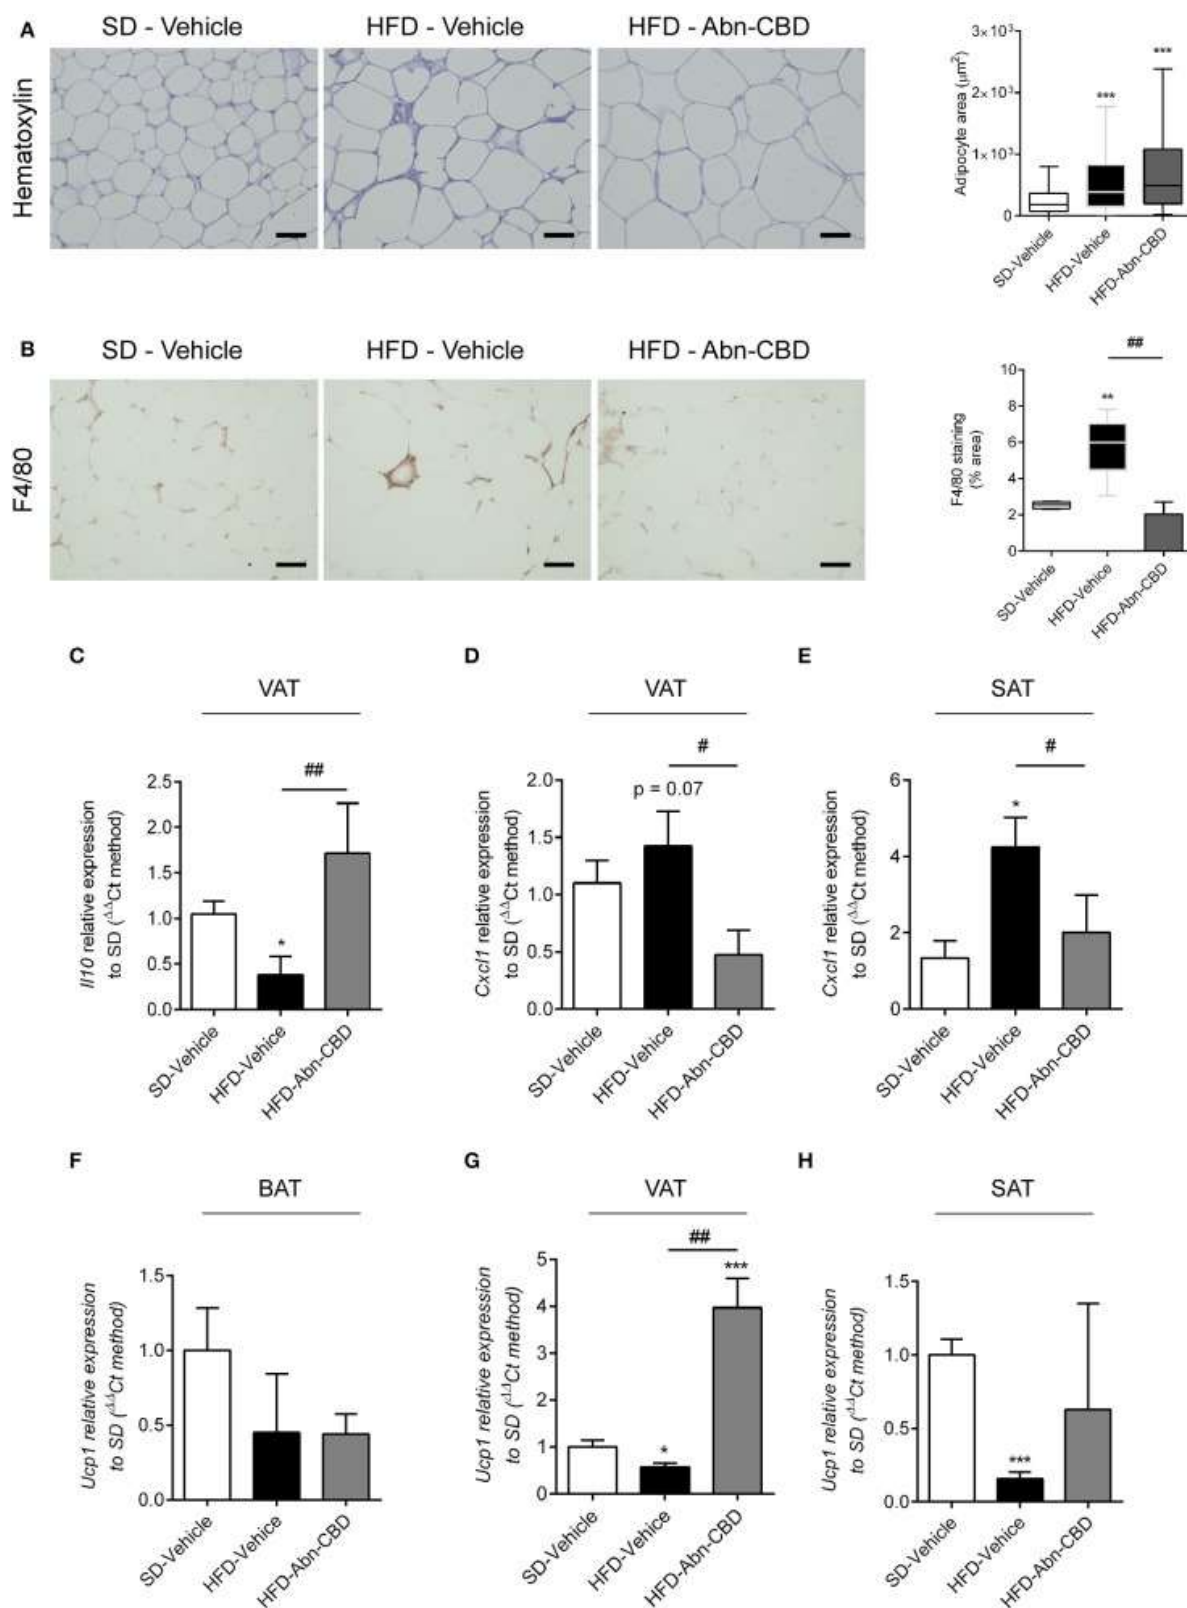 A
SD - Vehicle
HFD - Vehicle
HFD - Abn-CBD
Hematoxylin
Adipocyte area (μm²)
3×10³
2×10³
1×10³
0
***
***
SD-Vehicle
HFD-Vehice
HFD-Abn-CBD
B
SD - Vehicle
HFD - Vehicle
HFD - Abn-CBD
F4/80
F4/80 staining
(% area)
10
8
6
4
2
0
**
##
SD-Vehicle
HFD-Vehice
HFD-Abn-CBD
C
VAT
##
Il10 relative expression
to SD (ΔΔCt method)
2.5
2.0
1.5
1.0
0.5
0.0
*
SD-Vehicle
HFD-Vehice
HFD-Abn-CBD
D
VAT
#
p = 0.07
Cxcl1 relative expression
to SD (ΔΔCt method)
2.0
1.5
1.0
0.5
0.0
SD-Vehicle
HFD-Vehice
HFD-Abn-CBD
E
SAT
#
*
Cxcl1 relative expression
to SD (ΔΔCt method)
6
4
2
0
SD-Vehicle
HFD-Vehice
HFD-Abn-CBD
F
BAT
Ucp1 relative expression
to SD (ΔΔCt method)
1.5
1.0
0.5
0.0
SD-Vehicle
HFD-Vehice
HFD-Abn-CBD
G
VAT
##
***
Ucp1 relative expression
to SD (ΔΔCt method)
5
4
3
2
1
0
*
SD-Vehicle
HFD-Vehice
HFD-Abn-CBD
H
SAT
Ucp1 relative expression
to SD (ΔΔCt method)
1.5
1.0
0.5
0.0
***
SD-Vehicle
HFD-Vehice
HFD-Abn-CBD